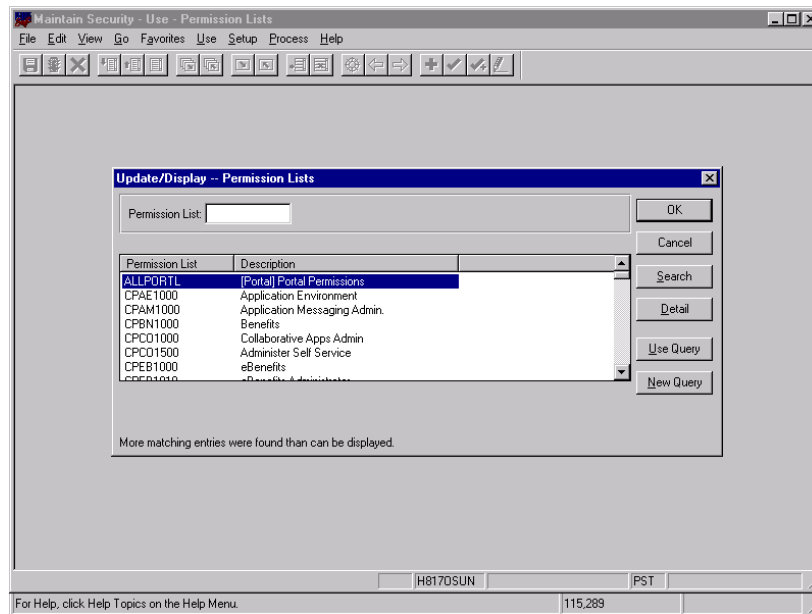 Maintain Security - Use - Permission Lists
File Edit View Go Favorites Use Setup Process Help
Update/Display -- Permission Lists
Permission List:
OK
Cancel
Search
Detail
Use Query
New Query
Permission List Description
ALLPORTL [Portal] Portal Permissions
CPAE1000 Application Environment
CPAM1000 Application Messaging Admin.
CPBN1000 Benefits
CPCO1000 Collaborative Apps Admin
CPCO1500 Administer Self Service
CPEB1000 eBenefits
CPEB1010 eBenefits Administrator
More matching entries were found than can be displayed.
H817OSUN PST
For Help, click Help Topics on the Help Menu. 115,289